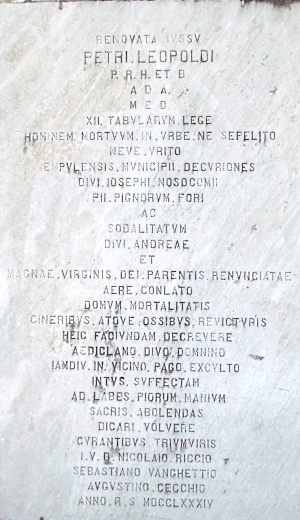 RENOVATA IVSSV
PETRI. LEOPOLDI
P. R. H. ET B
A. D. A.
M. E. D.
XII. TABVLARVM. LEGE
HOMINEM. MORTVVM. IN. VRBE. NE SEPELITO
NEVE. VRITO
EMPVLENSIS. MVNICIPII. DECVRIONES
DIVI. IOSEPHI. NOSOCOMII
PII. PIGNORVM. FORI
AC
SODALITATVM
DIVI. ANDREAE
ET
MAGNAE. VIRGINIS. DEI. PARENTIS. RENVNCIATAE
AERE. CONLATO
DOMVM. MORTALITATIS
CINERIBVS. ATQVE. OSSIBVS. REVICTVRIS
HEIC. FACIVNDAM. DECREVERE
AEDICLAMQ. DIVO. DOMNINO
IAMDIV. IN. VICINO. PAGO. EXCVLTO
INTVS. SVFFECTAM
AD. LABES. PIORVM. MANIVM
SACRIS. ABOLENDAS
DICARI. VOLVERE
CVRANTIBVS. TRIVMVIRIS
I. V. D. NICOLAIO. RICCIO
SEBASTIANO. VANGHETTIO
AVGVSTINO. CECCHIO
ANNO. R. S. MDCCLXXXIV